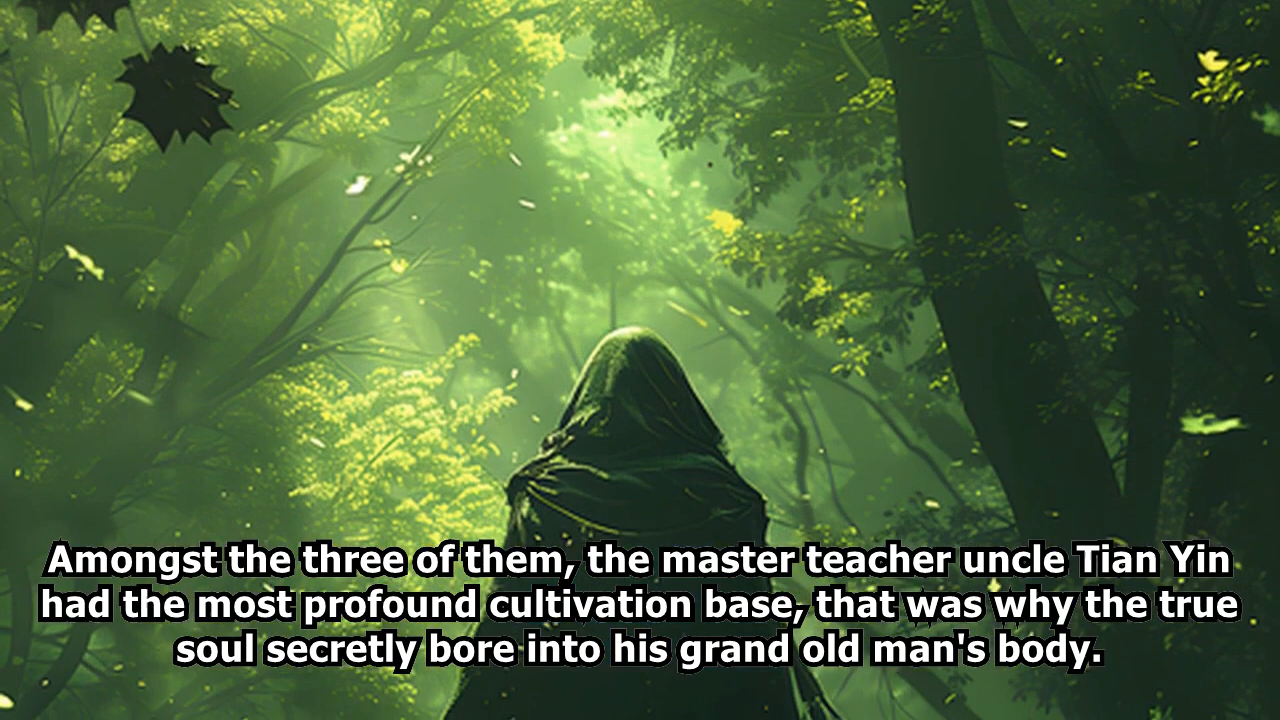 Amongst the three of them, the master teacher uncle Tian Yin
had the most profound cultivation base, that was why the true
soul secretly bore into his grand old man's body.